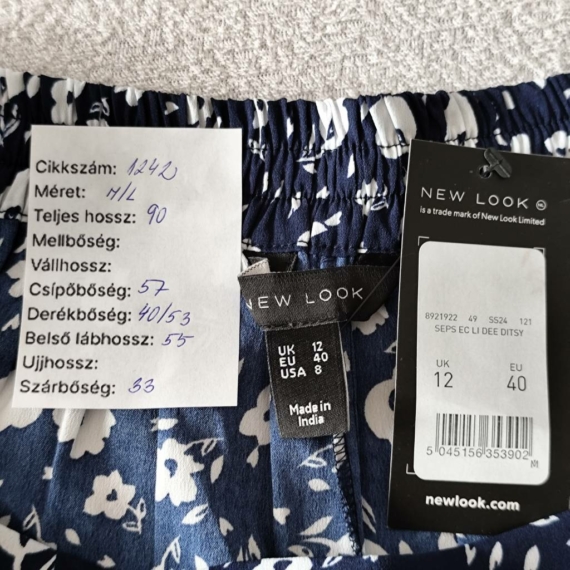 Cikkszám: 1242
Méret: M/L
Teljes hossz: 90
Mellbőség:
Vállhossz:
Csípőbőség: 57
Derékbőség: 40/53
Belső lábhossz: 55
Ujjhossz:
Szárbőség: 33
NEW LOOK
UK 12
EU 40
USA 8
Made in
India
NEW LOOK
is a trade mark of New Look Limited
8921922 49 SS24 121
SEPS EC LI DEE DITSY
UK EU
12 40
5 045156 353902
newlook.com